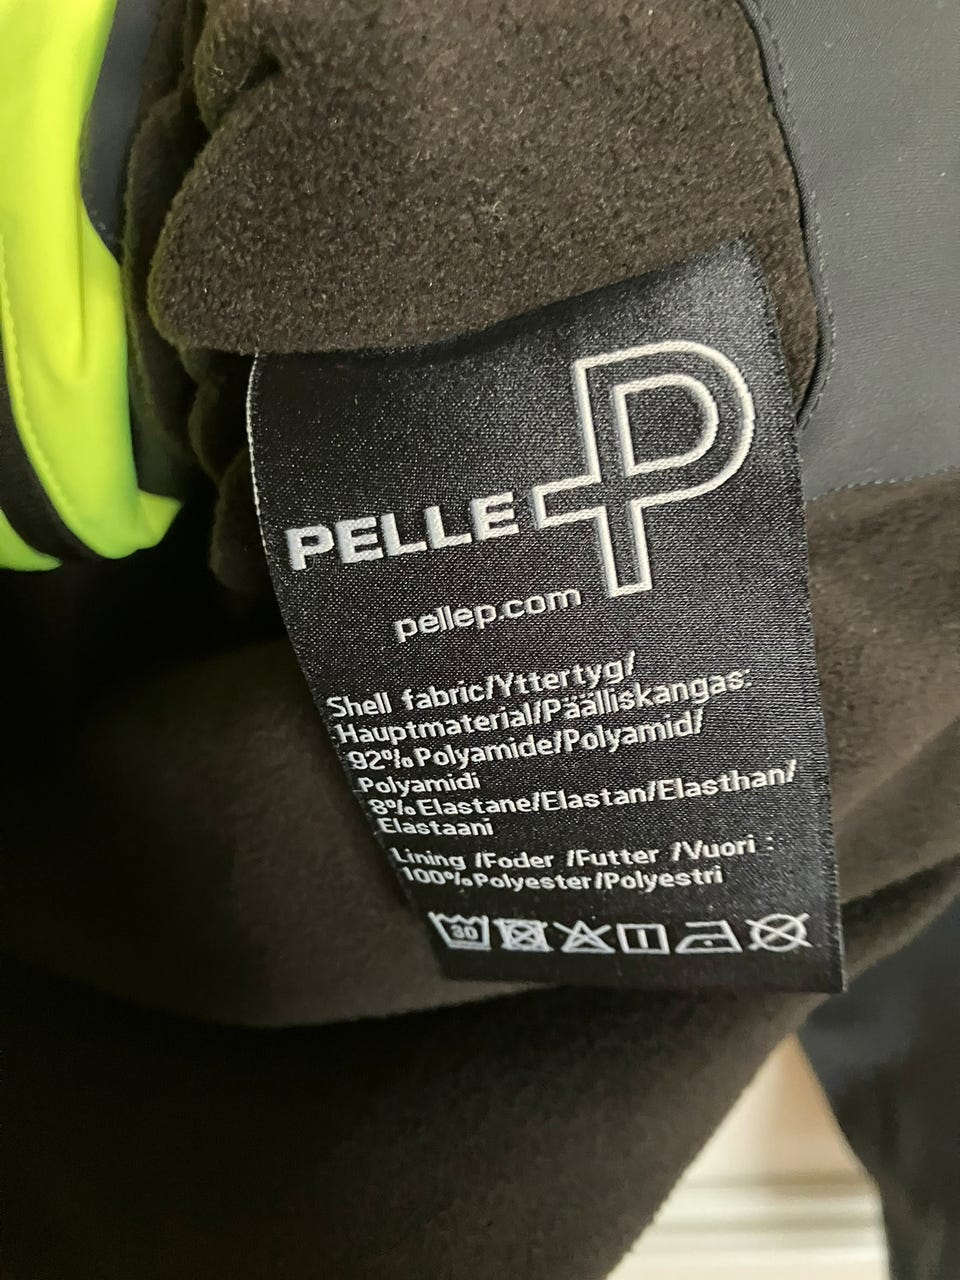 PELLE P
pellep.com
Shell fabric/Yttertyg/
Hauptmaterial/Päälliskangas:
92% Polyamide/Polyamid/
Polyamidi
8% Elastane/Elastan/Elasthan/
Elastaani
Lining /Foder /Futter /Vuori :
100% Polyester/Polyestri
30